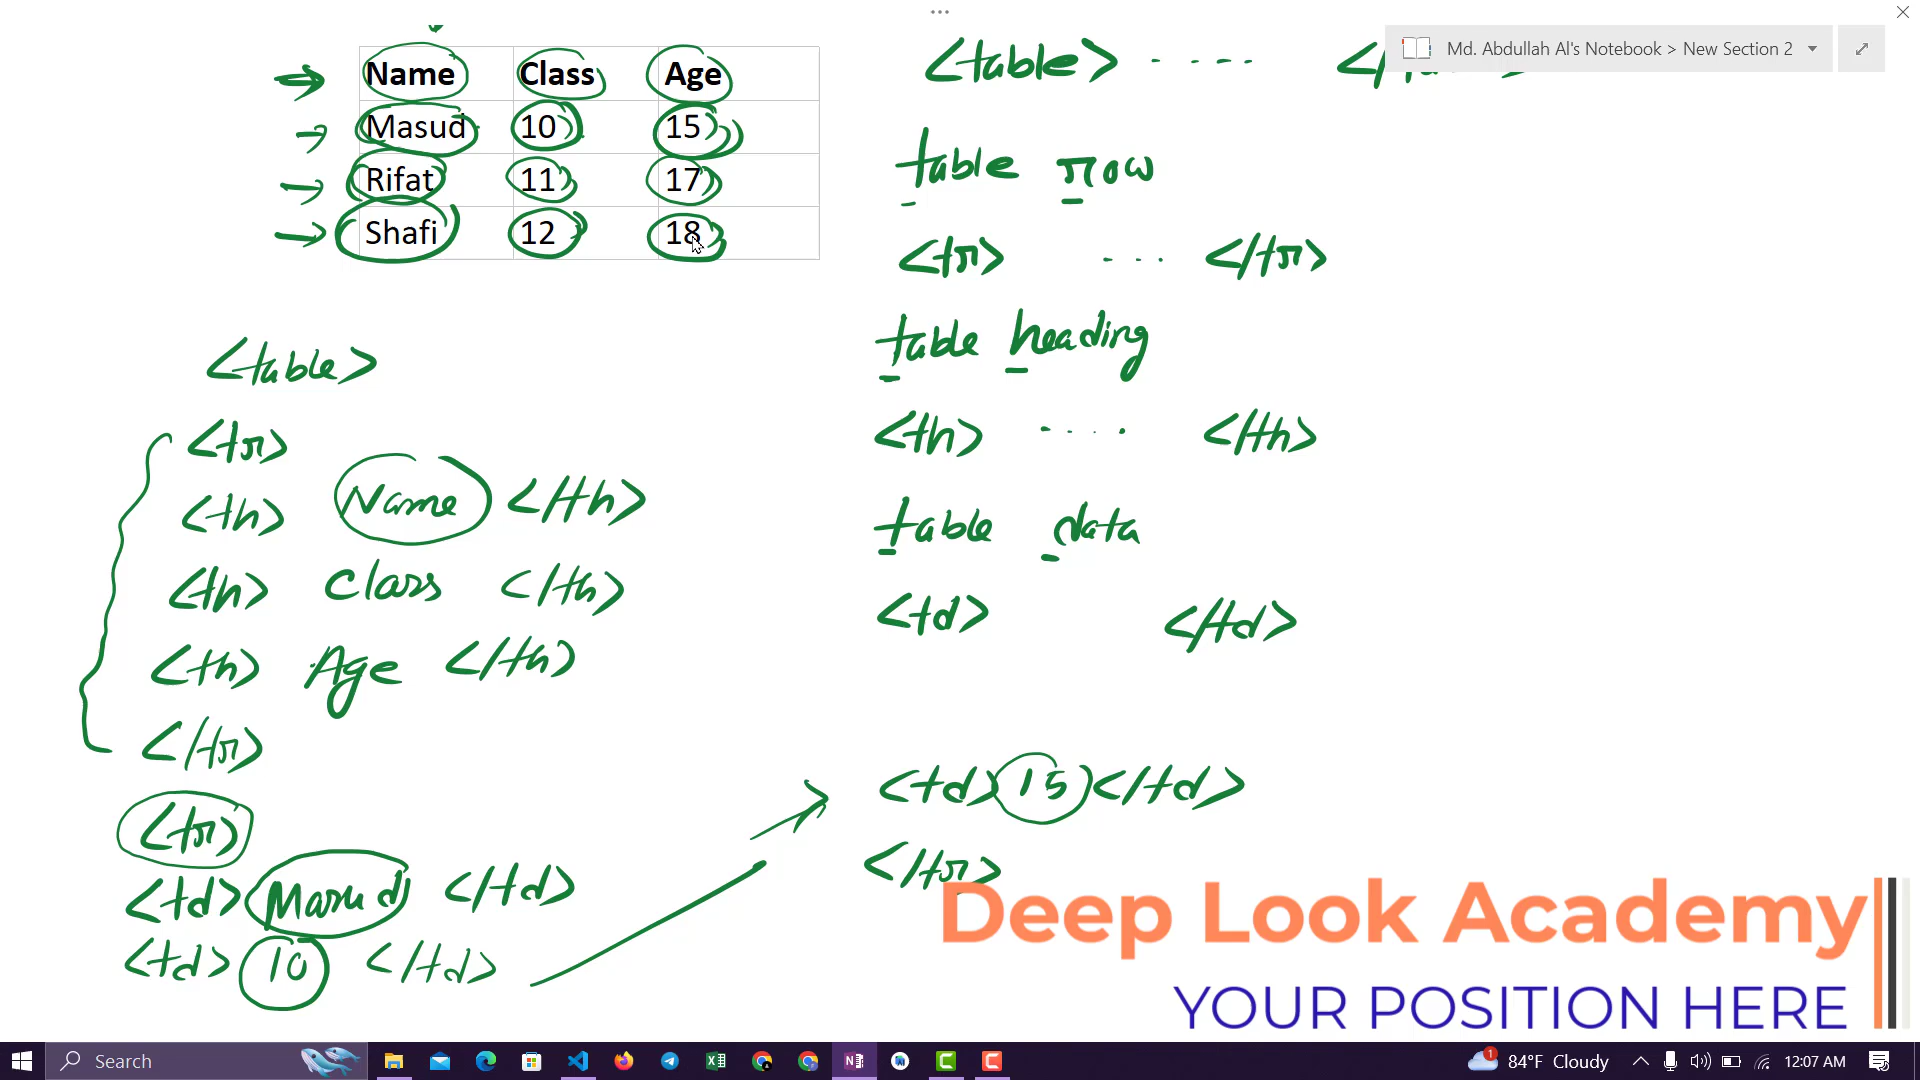 Name Class Age
Masud 10 15
Rifat 11 17
Shafi 12 18
<table>
<tr>
<th> Name </th>
<th> Class </th>
<th> Age </th>
</tr>
<tr>
<td> Masud </td>
<td> 10 </td>
<table> ....
Md. Abdullah Al's Notebook > New Section 2
table row
<tr> ... </tr>
table heading
<th> .... </th>
table data
<td> </td>
<td> 15 </td>
</tr>
Deep Look Academy
YOUR POSITION HERE
Search
1
84°F Cloudy
12:07 AM